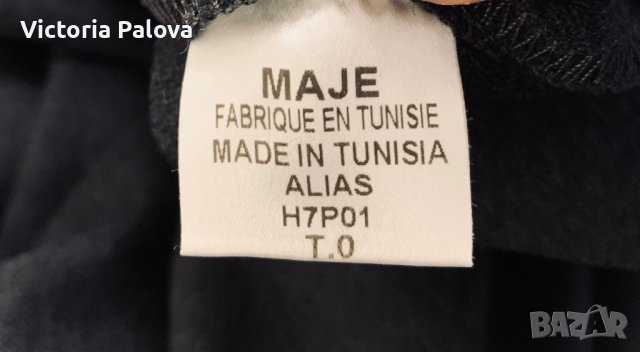 Victoria Palova
MAJE
FABRIQUE EN TUNISIE
MADE IN TUNISIA
ALIAS
H7P01
T.0
bazar